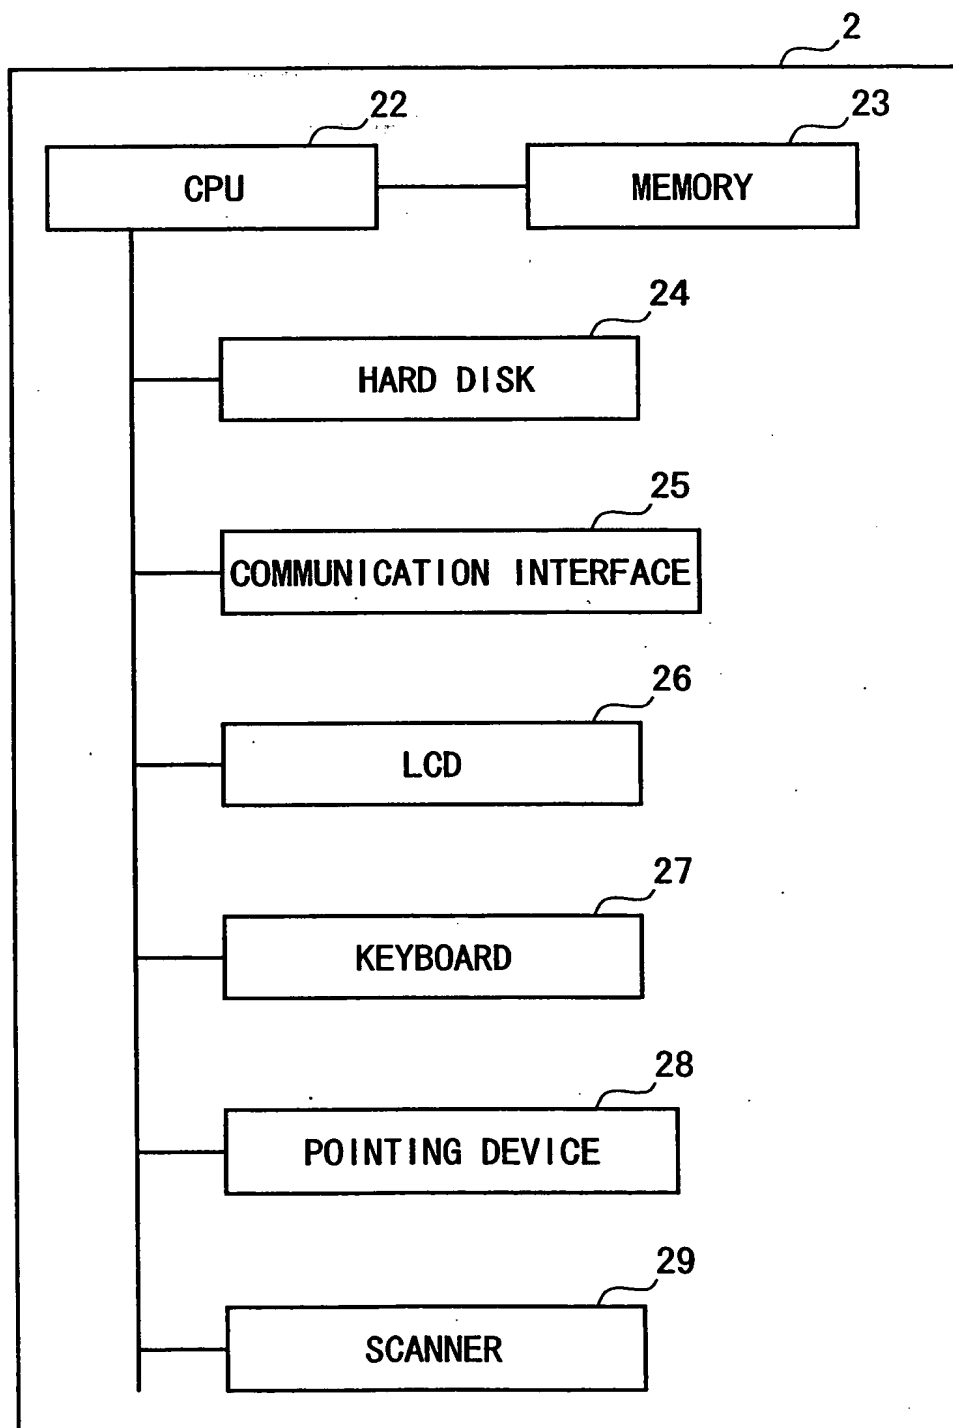 2
22
23
CPU
MEMORY
24
HARD DISK
25
COMMUNICATION INTERFACE
26
LCD
27
KEYBOARD
28
POINTING DEVICE
29
SCANNER